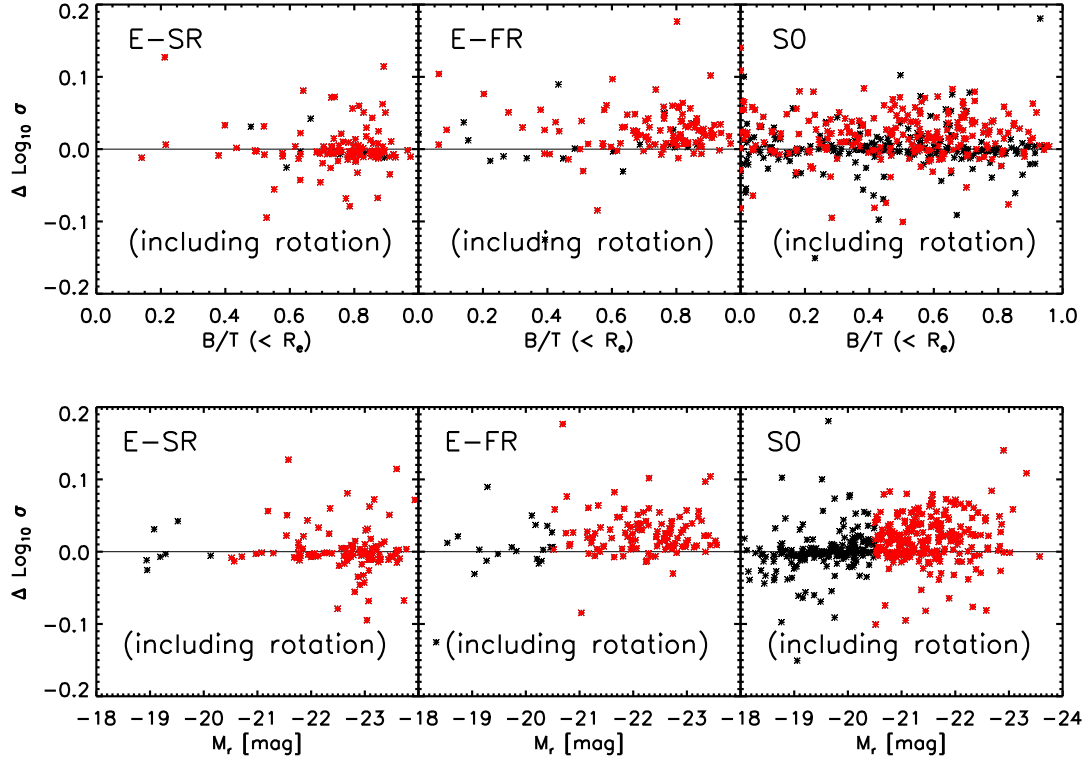 0.2
0.1
0.0
−0.1
−0.2
Δ Log10 σ
E−SR
(including rotation)
E−FR
(including rotation)
S0
(including rotation)
0.0 0.2 0.4 0.6 0.8 0.0 0.2 0.4 0.6 0.8 0.0 0.2 0.4 0.6 0.8 1.0
B/T (< Re)
B/T (< Re)
B/T (< Re)
0.2
0.1
0.0
−0.1
−0.2
Δ Log10 σ
E−SR
(including rotation)
E−FR
(including rotation)
S0
(including rotation)
−18 −19 −20 −21 −22 −23 −18 −19 −20 −21 −22 −23 −18 −19 −20 −21 −22 −23 −24
Mr [mag]
Mr [mag]
Mr [mag]